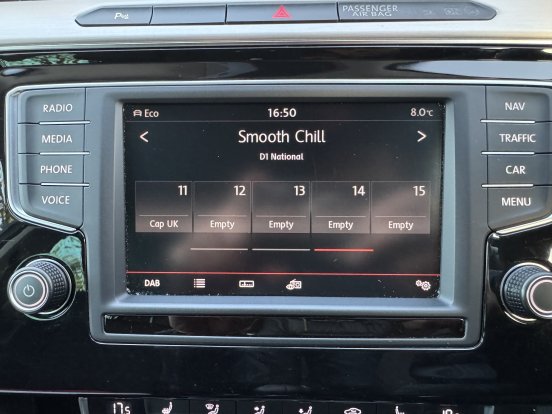 P
PASSENGER
AIR BAG
RADIO
MEDIA
PHONE
VOICE
Eco 16:50 8.0°C
< Smooth Chill >
D1 National
11 12 13 14 15
Cap UK Empty Empty Empty Empty
DAB
NAV
TRAFFIC
CAR
MENU